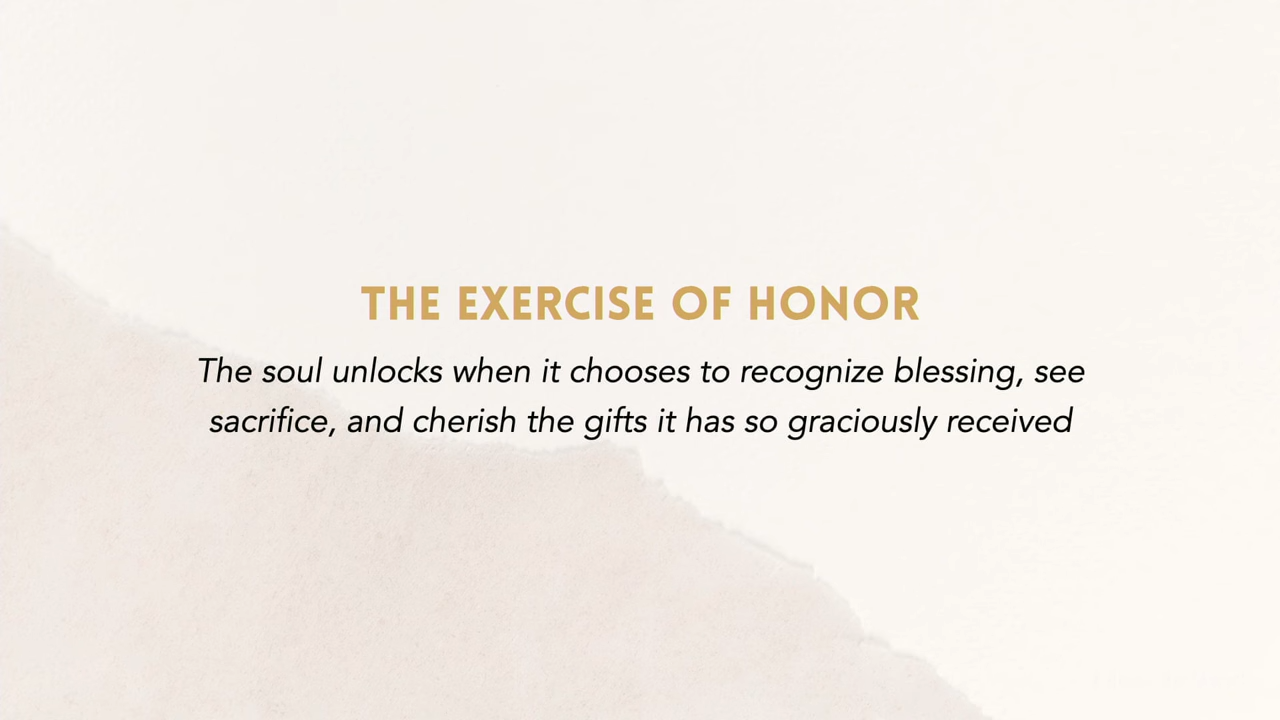 THE EXERCISE OF HONOR
The soul unlocks when it chooses to recognize blessing, see
sacrifice, and cherish the gifts it has so graciously received